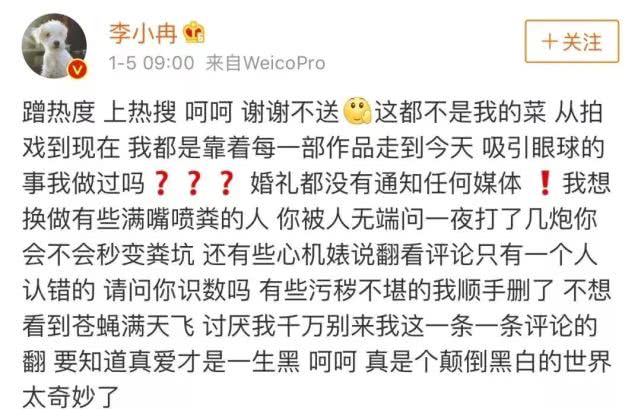 李小冉
1-5 09:00 来自WeicoPro
+关注
蹭热度 上热搜 呵呵 谢谢不送🤔这都不是我的菜 从拍
戏到现在 我都是靠着每一部作品走到今天 吸引眼球的
事我做过吗❓❓❓ 婚礼都没有通知任何媒体 ❗我想
换做有些满嘴喷粪的人 你被人无端问一夜打了几炮你
会不会秒变粪坑 还有些心机婊说翻看评论只有一个人
认错的 请问你识数吗 有些污秽不堪的我顺手删了 不想
看到苍蝇满天飞 讨厌我千万别来我这一条一条评论的
翻 要知道真爱才是一生黑 呵呵 真是个颠倒黑白的世界
太奇妙了